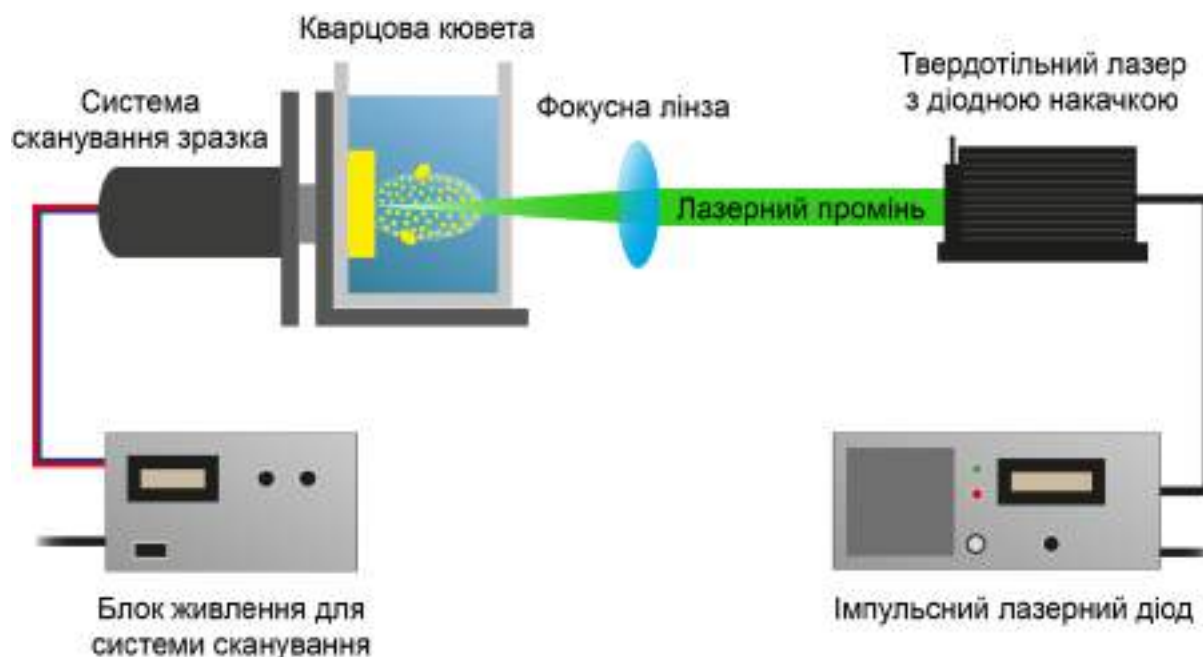 Кварцова кювета
Система
сканування зразка
Фокусна лінза
Твердотільний лазер
з діодною накачкою
Лазерний промінь
Блок живлення для
системи сканування
Імпульсний лазерний діод